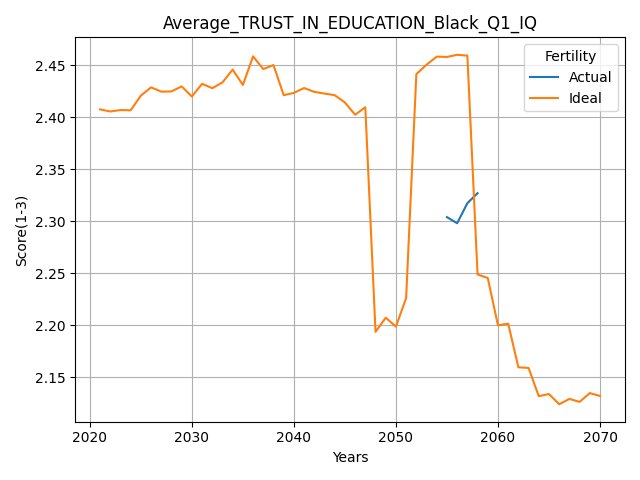 Average_TRUST_IN_EDUCATION_Black_Q1_IQ
Fertility
Actual
Ideal
Score(1-3)
2.45
2.40
2.35
2.30
2.25
2.20
2.15
2020
2030
2040
2050
2060
2070
Years